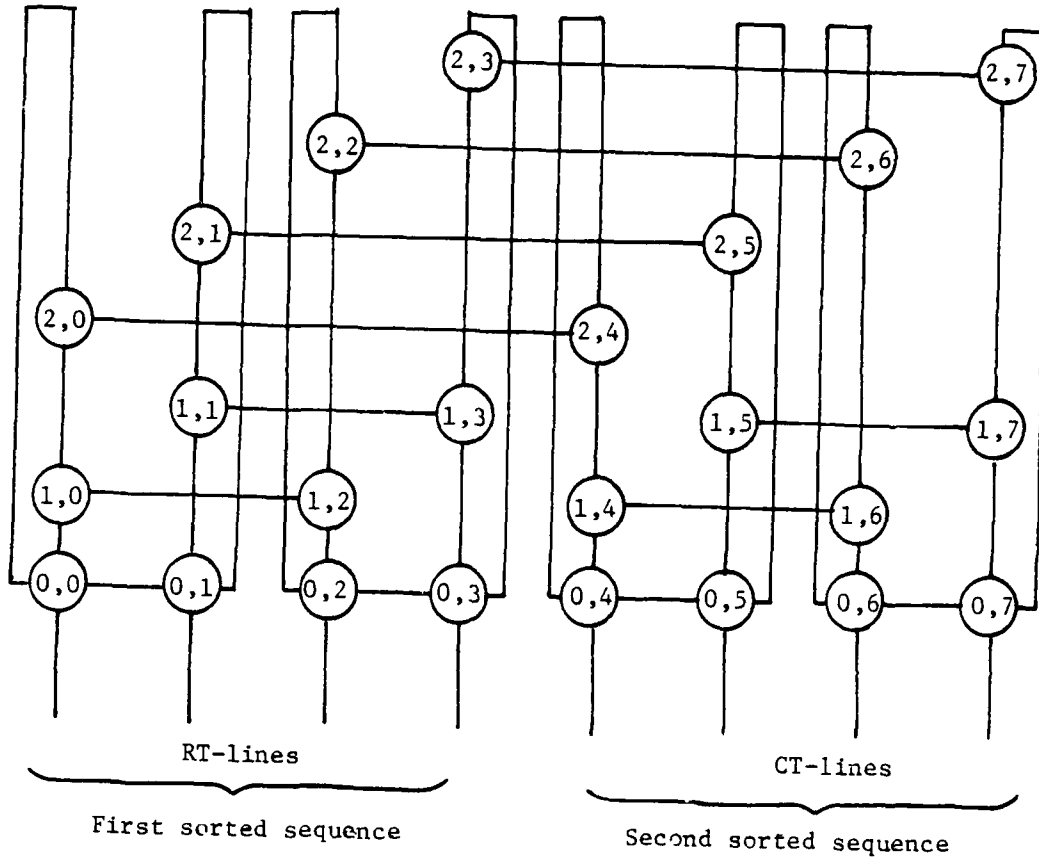 2,3 2,7
2,2 2,6
2,1 2,5
2,0 2,4
1,1 1,3 1,5 1,7
1,0 1,2 1,4 1,6
0,0 0,1 0,2 0,3 0,4 0,5 0,6 0,7
RT-lines CT-lines
First sorted sequence Second sorted sequence